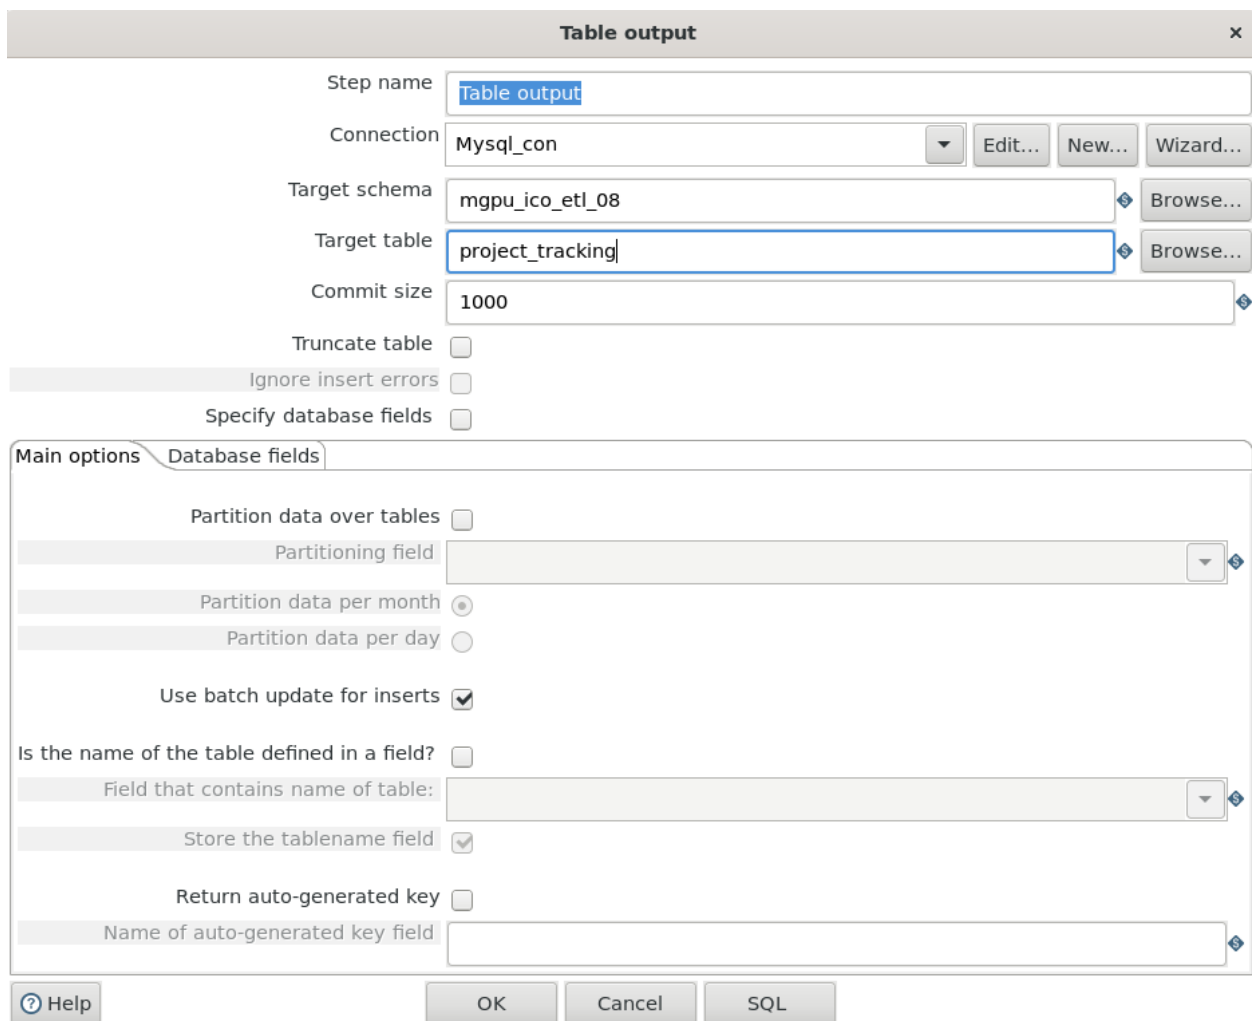 Table output
Step name Table output
Connection Mysql_con Edit... New... Wizard...
Target schema mgpu_ico_etl_08 Browse...
Target table project_tracking Browse...
Commit size 1000
Truncate table
Ignore insert errors
Specify database fields
Main options Database fields
Partition data over tables
Partitioning field
Partition data per month
Partition data per day
Use batch update for inserts
Is the name of the table defined in a field?
Field that contains name of table:
Store the tablename field
Return auto-generated key
Name of auto-generated key field
Help OK Cancel SQL